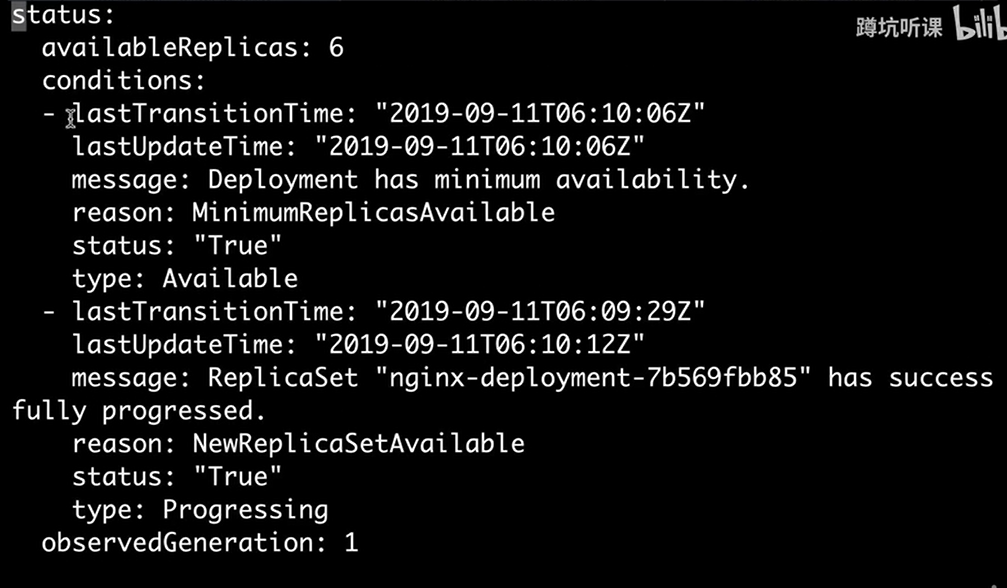 status:
  availableReplicas: 6
  conditions:
  - lastTransitionTime: "2019-09-11T06:10:06Z"
    lastUpdateTime: "2019-09-11T06:10:06Z"
    message: Deployment has minimum availability.
    reason: MinimumReplicasAvailable
    status: "True"
    type: Available
  - lastTransitionTime: "2019-09-11T06:09:29Z"
    lastUpdateTime: "2019-09-11T06:10:12Z"
    message: ReplicaSet "nginx-deployment-7b569fbb85" has success
fully progressed.
    reason: NewReplicaSetAvailable
    status: "True"
    type: Progressing
  observedGeneration: 1
蹲坑听课 bilib